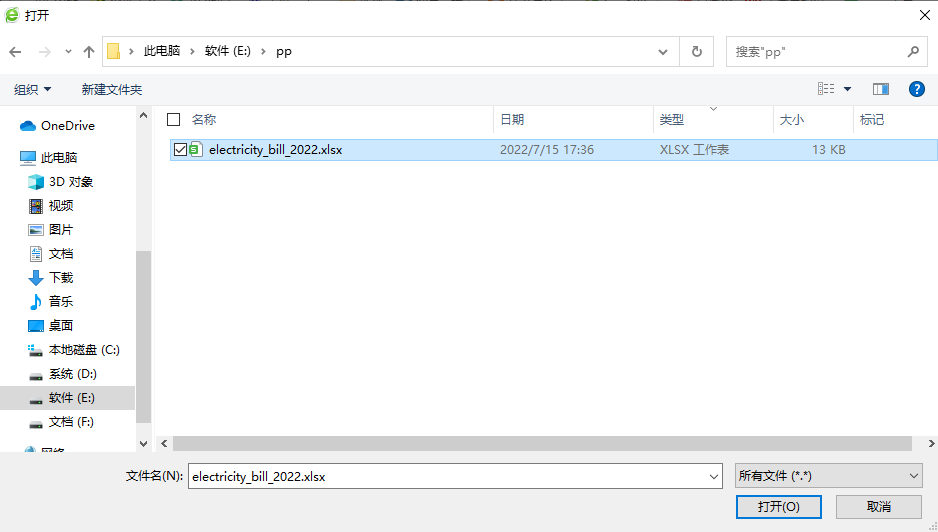 打开
此电脑 软件 (E:) pp 搜索"pp"
组织 新建文件夹
OneDrive
此电脑
3D 对象
视频
图片
文档
下载
音乐
桌面
本地磁盘 (C:)
系统 (D:)
软件 (E:)
文档 (F:)
网络
名称 日期 类型 大小 标记
electricity_bill_2022.xlsx 2022/7/15 17:36 XLSX 工作表 13 KB
文件名(N): electricity_bill_2022.xlsx 所有文件 (*.*)
打开(O) 取消